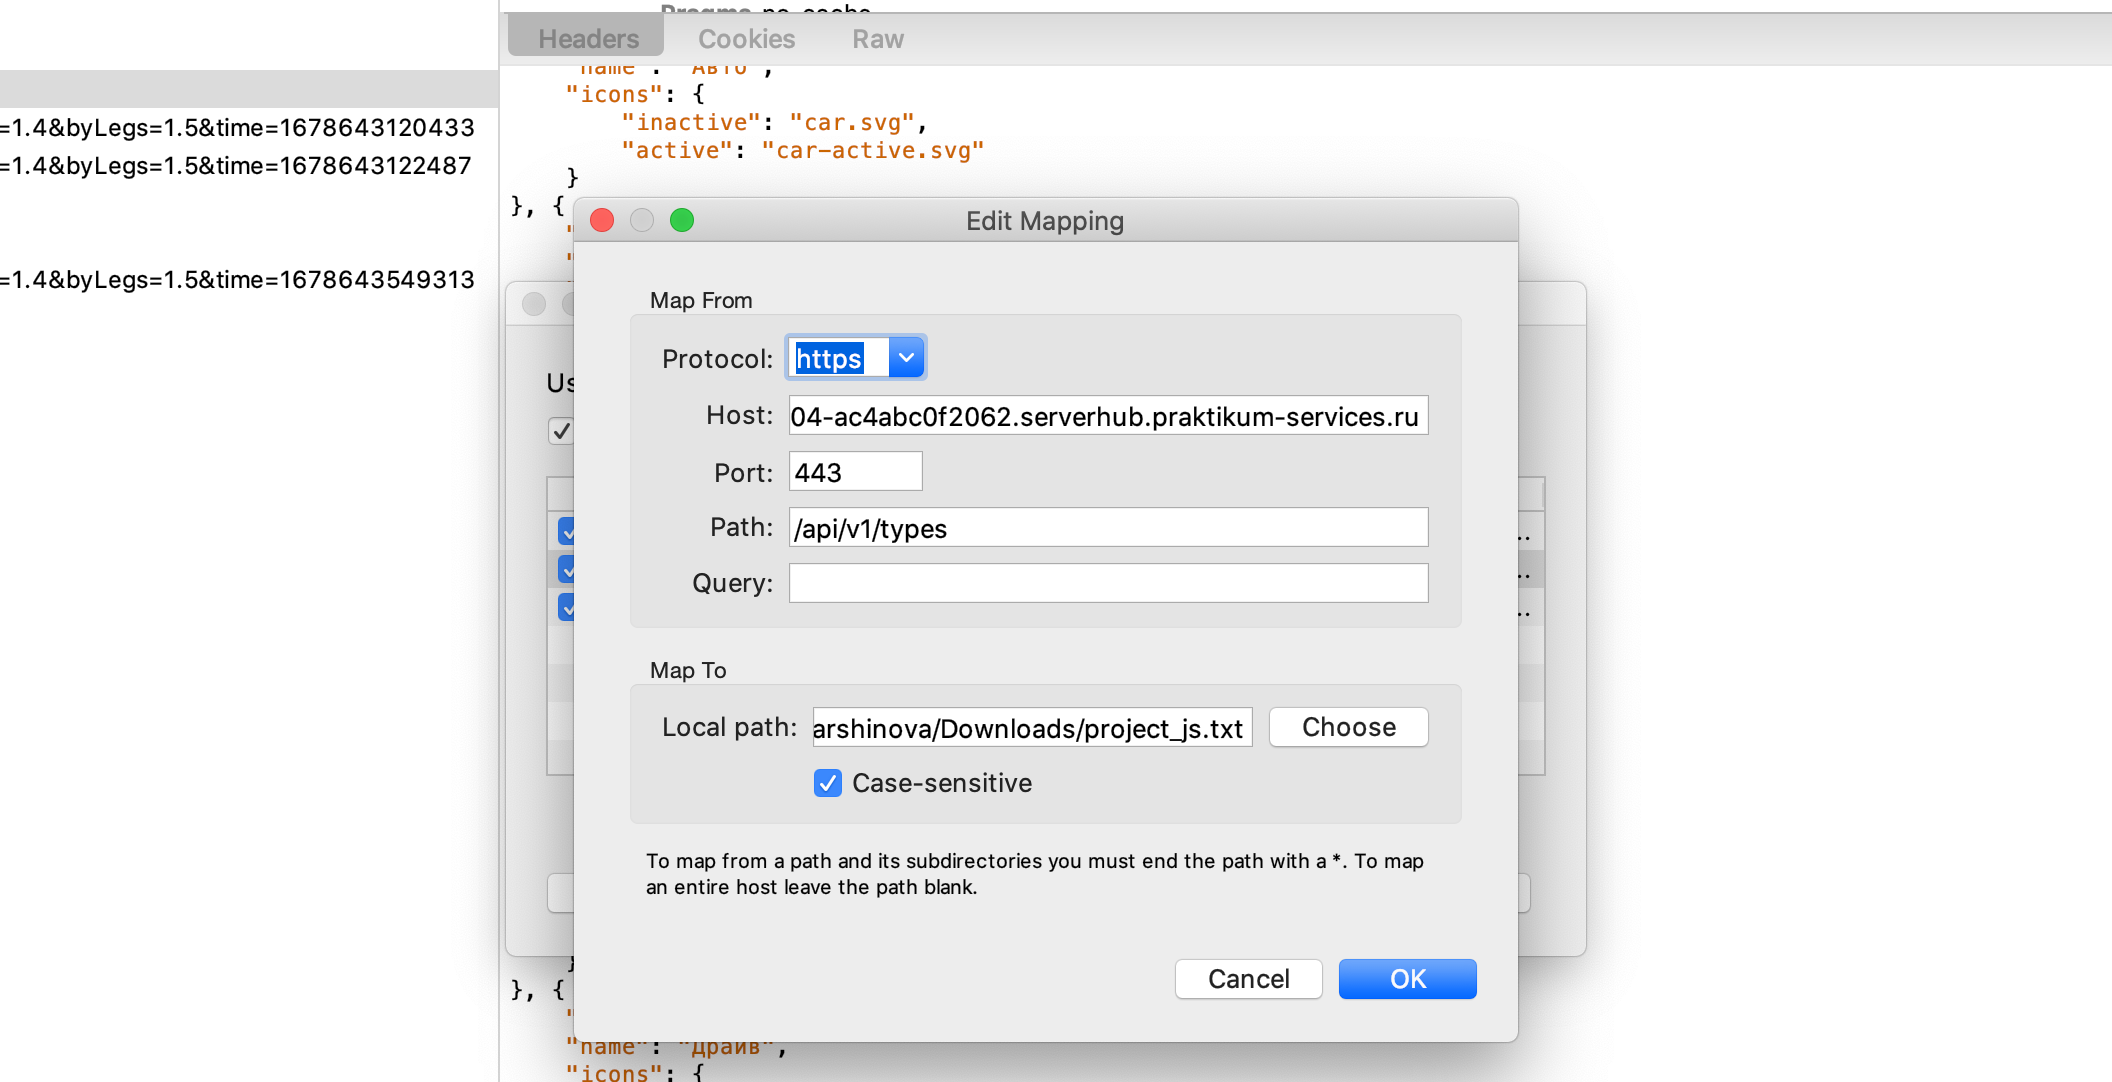 =1.4&byLegs=1.5&time=1678643120433
=1.4&byLegs=1.5&time=1678643122487
=1.4&byLegs=1.5&time=1678643549313
Pragma no-cache
Headers Cookies Raw
"name": "Авто",
"icons": {
"inactive": "car.svg",
"active": "car-active.svg"
}
}, {
Edit Mapping
Map From
Protocol: https
Host: 04-ac4abc0f2062.serverhub.praktikum-services.ru
Port: 443
Path: /api/v1/types
Query:
Map To
Local path: arshinova/Downloads/project_js.txt Choose
Case-sensitive
To map from a path and its subdirectories you must end the path with a *. To map
an entire host leave the path blank.
Cancel OK
}, {
"name": "Драйв",
"icons": {